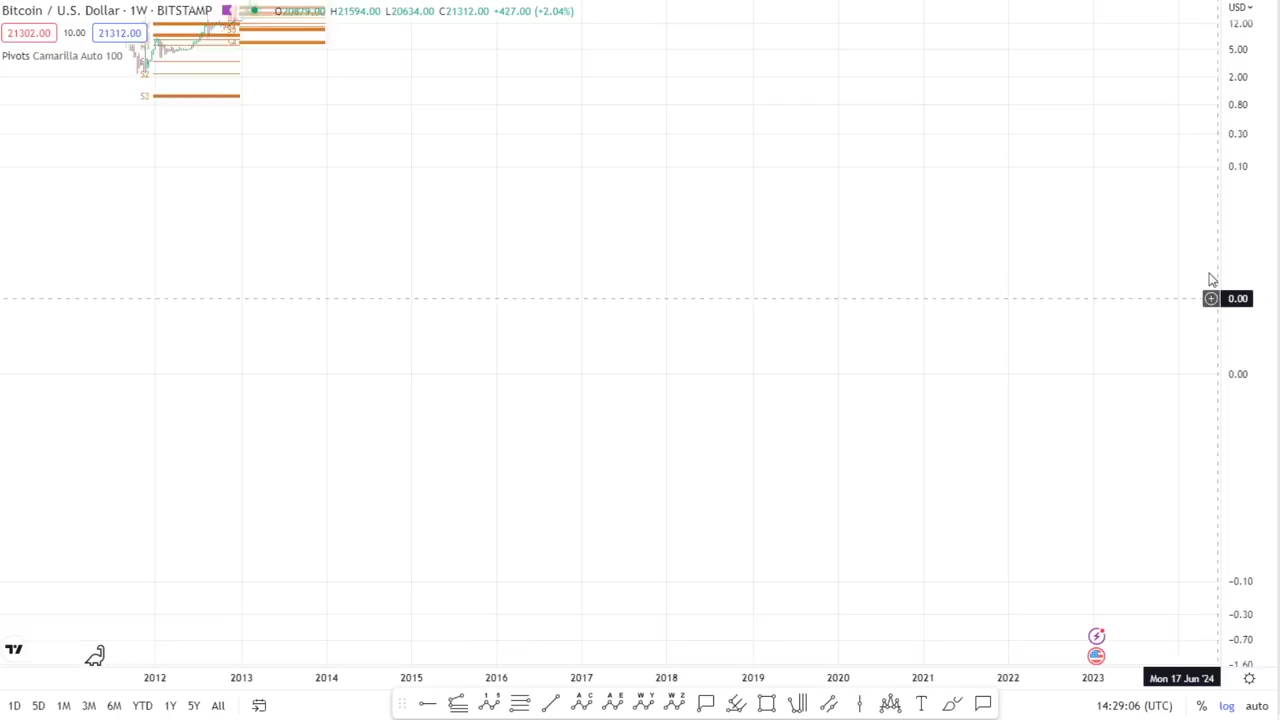 Bitcoin / U.S. Dollar · 1W · BITSTAMP O20879.00 H21594.00 L20634.00 C21312.00 +427.00 (+2.04%)
USD
21302.00 10.00 21312.00
Pivots Camarilla Auto 100
12.00
5.00
2.00
S2
S3
0.80
0.30
0.10
0.00
0.00
-0.10
-0.30
-0.70
-1.60
2012 2013 2014 2015 2016 2017 2018 2019 2020 2021 2022 2023 Mon 17 Jun '24
1D 5D 1M 3M 6M YTD 1Y 5Y All 14:29:06 (UTC) % log auto